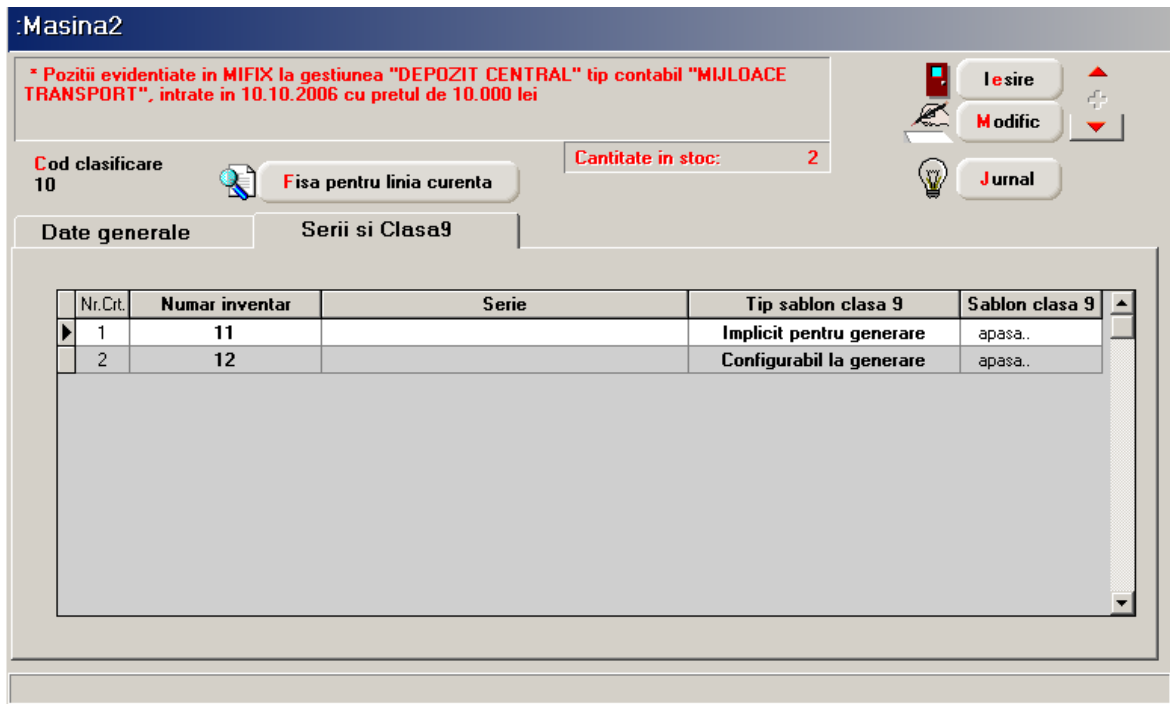 :Masina2
* Pozitii evidentiate in MIFIX la gestiunea "DEPOZIT CENTRAL" tip contabil "MIJLOACE
TRANSPORT", intrate in 10.10.2006 cu pretul de 10.000 lei
Iesire
Modific
Cantitate in stoc: 2
Cod clasificare
10
Fisa pentru linia curenta
Jurnal
Date generale Serii si Clasa9
Nr.Crt. Numar inventar Serie Tip sablon clasa 9 Sablon clasa 9
1 11 Implicit pentru generare apasa..
2 12 Configurabil la generare apasa..